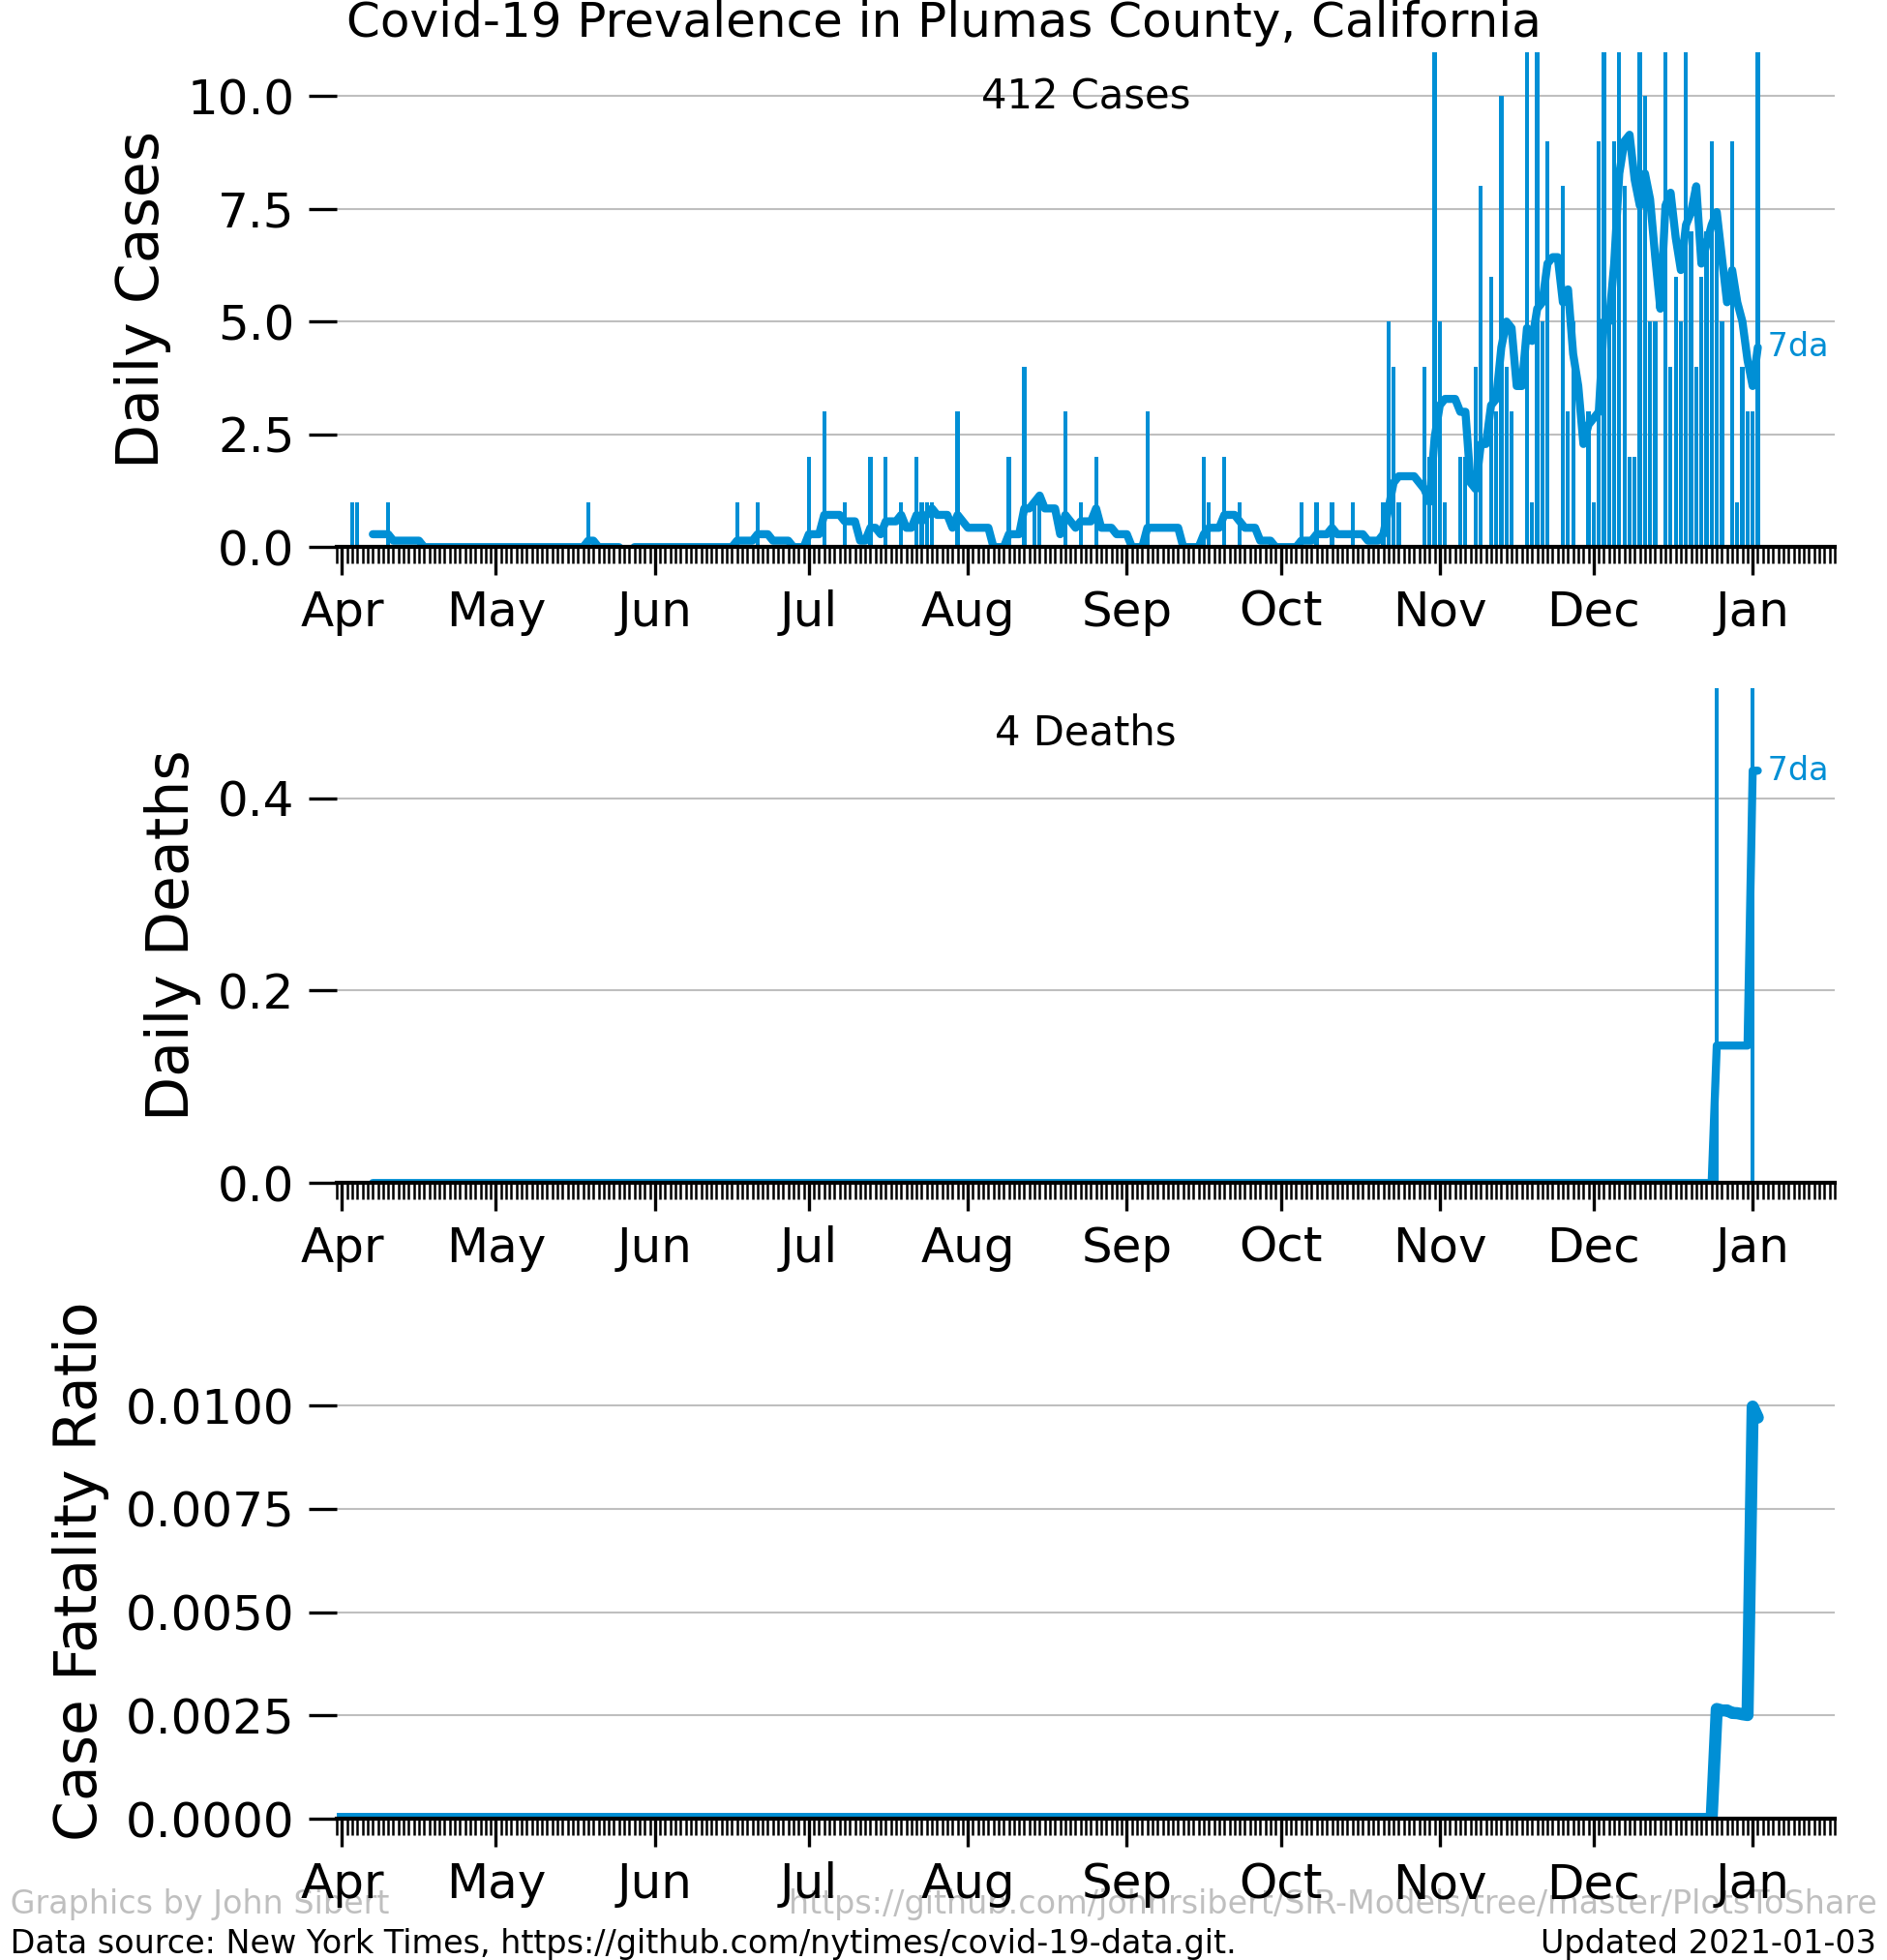 Covid-19 Prevalence in Plumas County, California
412 Cases
Daily Cases
10.0
7.5
5.0
2.5
0.0
7da
Apr May Jun Jul Aug Sep Oct Nov Dec Jan
4 Deaths
Daily Deaths
0.4
0.2
0.0
7da
Apr May Jun Jul Aug Sep Oct Nov Dec Jan
Case Fatality Ratio
0.0100
0.0075
0.0050
0.0025
0.0000
Apr May Jun Jul Aug Sep Oct Nov Dec Jan
Graphics by John Sibert https://github.com/johnrsibert/SIR-Models/tree/master/PlotsToShare
Data source: New York Times, https://github.com/nytimes/covid-19-data.git. Updated 2021-01-03